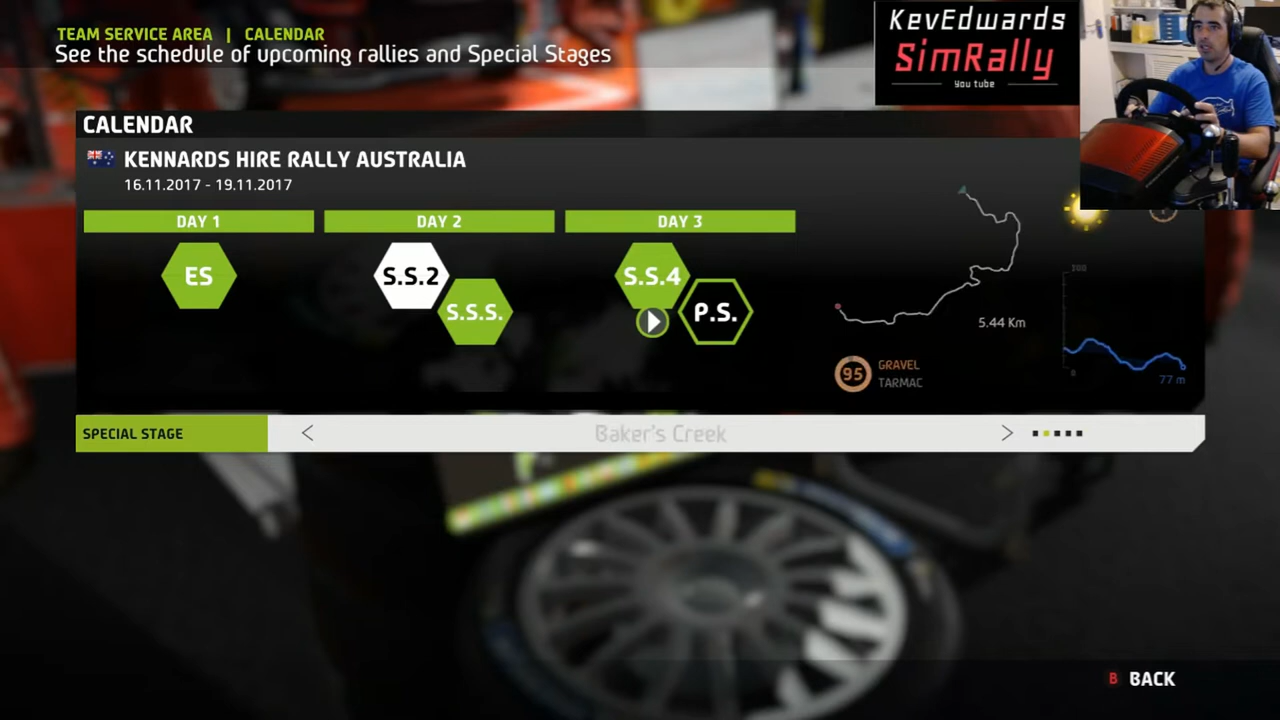 TEAM SERVICE AREA | CALENDAR
See the schedule of upcoming rallies and Special Stages
KevEdwards
SimRally
You tube
CALENDAR
KENNARDS HIRE RALLY AUSTRALIA
16.11.2017 - 19.11.2017
DAY 1
DAY 2
DAY 3
ES
S.S.2
S.S.S.
S.S.4
P.S.
5.44 Km
95
GRAVEL
TARMAC
0
77 m
SPECIAL STAGE
< Baker's Creek >
B BACK